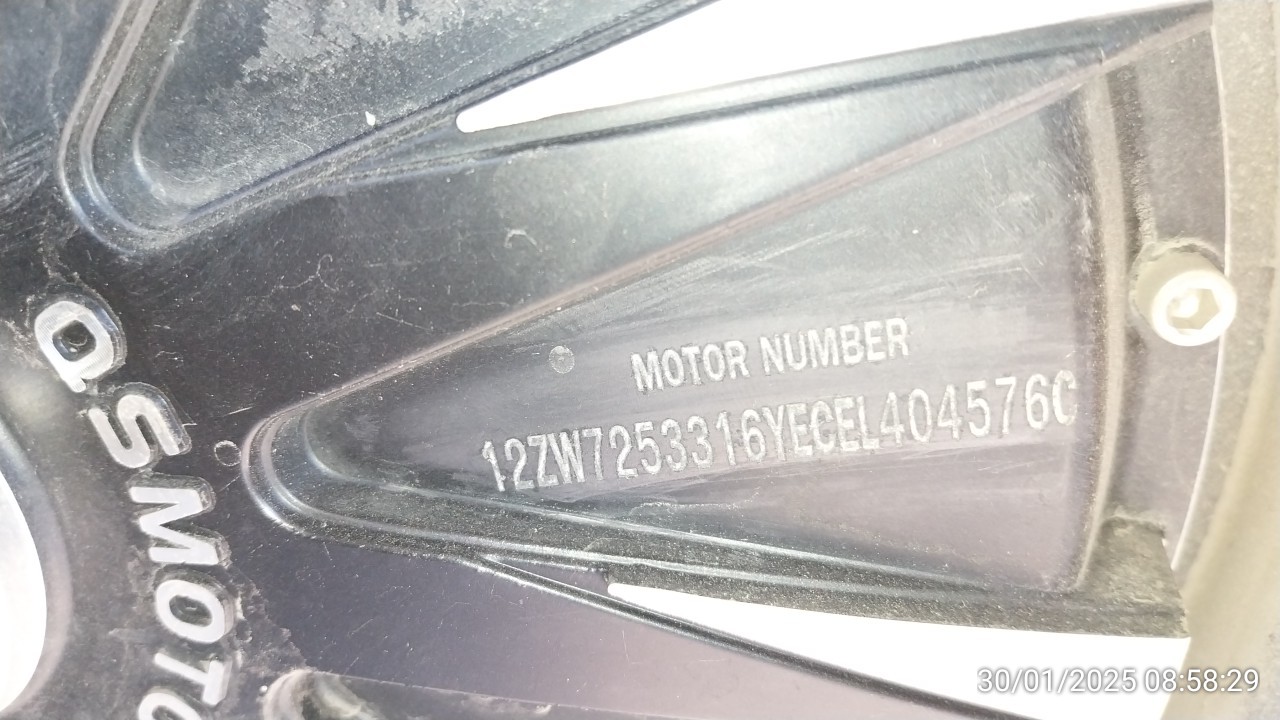 QS MOTO
MOTOR NUMBER
12ZW7253316YECEL404576C
30/01/2025 08:58:29